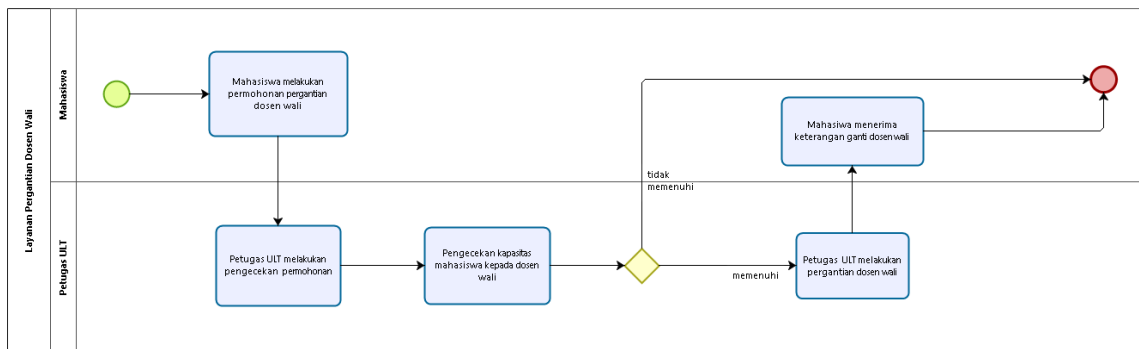 Layanan Pergantian Dosen Wali
Mahasiswa
Mahasiswa melakukan
permohonan pergantian
dosen wali
Mahasiwa menerima
keterangan ganti dosen wali
tidak
memenuhi
Petugas ULT
Petugas ULT melakukan
pengecekan permohonan
Pengecekan kapasitas
mahasiswa kepada dosen
wali
memenuhi
Petugas ULT melakukan
pergantian dosen wali